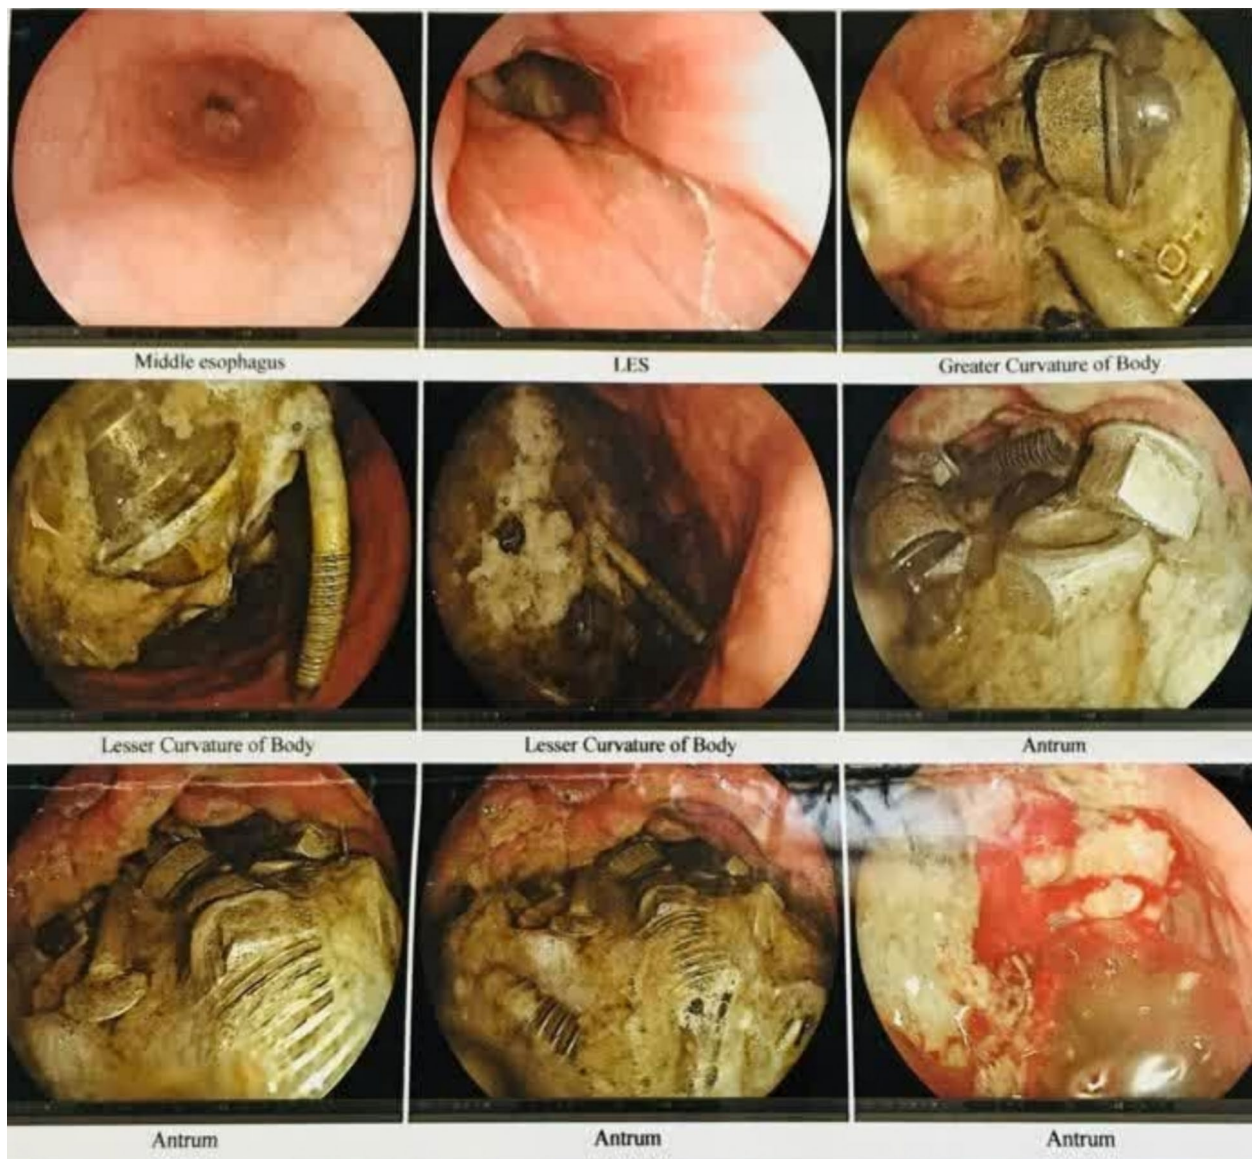 Middle esophagus
LES
Greater Curvature of Body
Lesser Curvature of Body
Lesser Curvature of Body
Antrum
Antrum
Antrum
Antrum